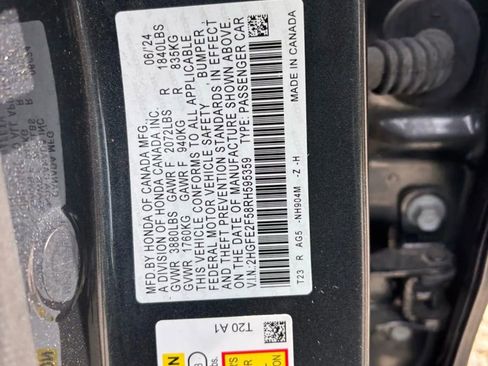 MFD.BY HONDA OF CANADA MFG. 06/24
A DIVISION OF HONDA CANADA INC.
GVWR 3880LBS GAWR F 2072LBS R 1840LBS
GVWR 1760KG GAWR F 940KG R 835KG
THIS VEHICLE CONFORMS TO ALL APPLICABLE
FEDERAL MOTOR VEHICLE SAFETY, BUMPER,
AND THEFT PREVENTION STANDARDS IN EFFECT
ON THE DATE OF MANUFACTURE SHOWN ABOVE.
V.I.N.:2HGFE2F58RH595359 TYPE:PASSENGER CAR
T23 R AG5 -NH904M -Z -H MADE IN CANADA
T20 A1